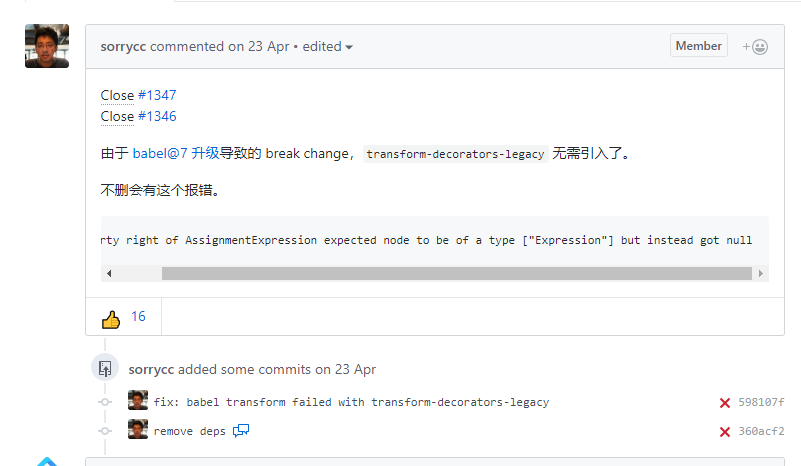 sorrycc commented on 23 Apr • edited
Member
Close #1347
Close #1346
由于 babel@7 升级导致的 break change，transform-decorators-legacy 无需引入了。
不删会有这个报错。
rty right of AssignmentExpression expected node to be of a type ["Expression"] but instead got null
16
sorrycc added some commits on 23 Apr
fix: babel transform failed with transform-decorators-legacy
598107f
remove deps
360acf2